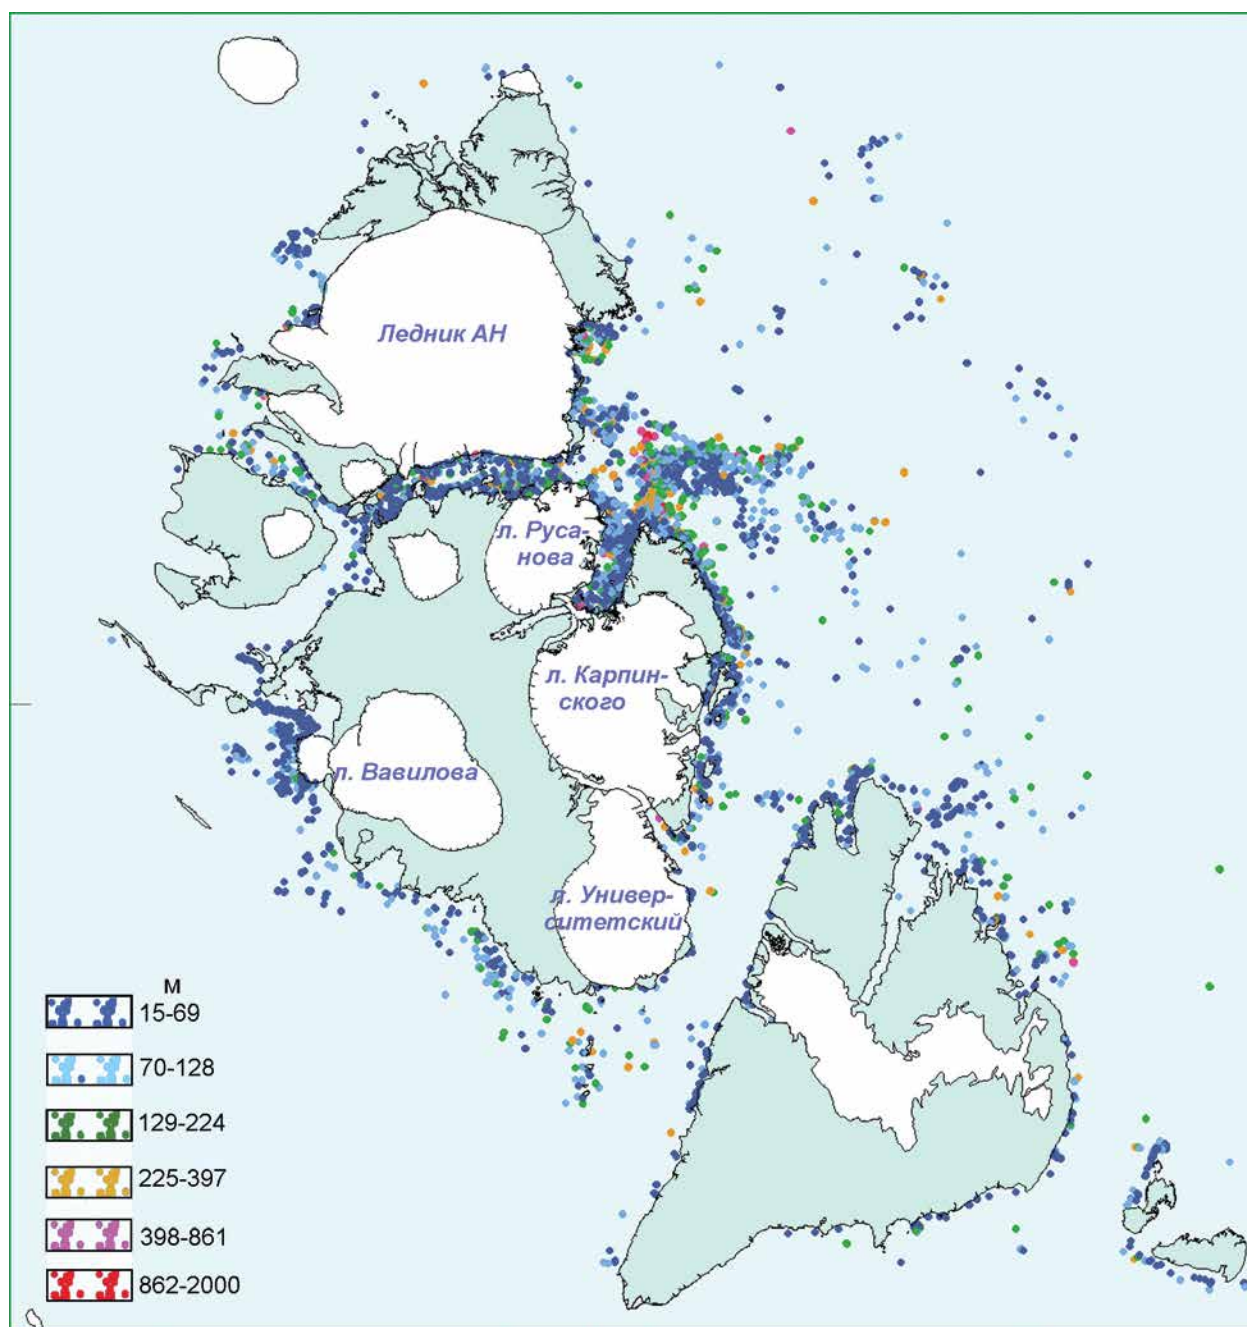 Ледник АН
л. Руса-
нова
л. Карпин-
ского
л. Вавилова
л. Универ-
ситетский
м
15-69
70-128
129-224
225-397
398-861
862-2000